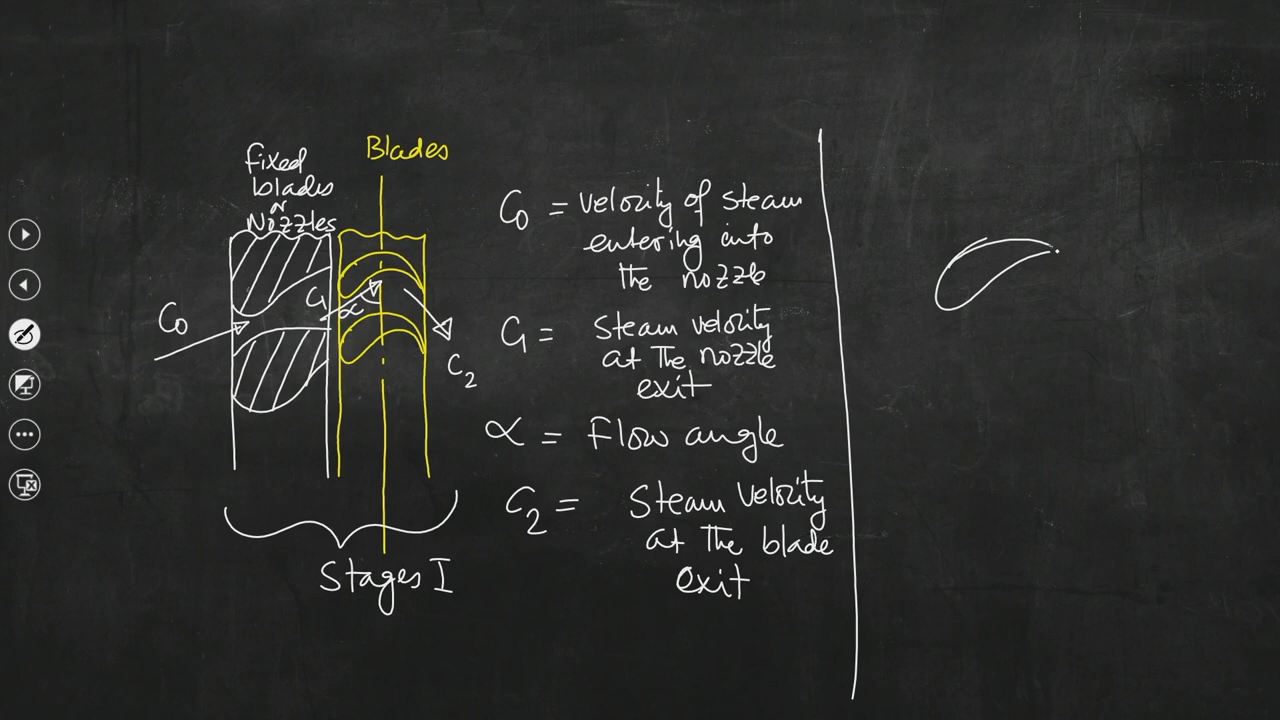 fixed
blades
or
Nozzles
Blades
C0
C1
α
C2
Stages I
C0 = velocity of steam
entering into
the nozzle
C1 = Steam velocity
at The nozzle
exit
α = Flow angle
C2 = Steam velocity
at The blade
exit